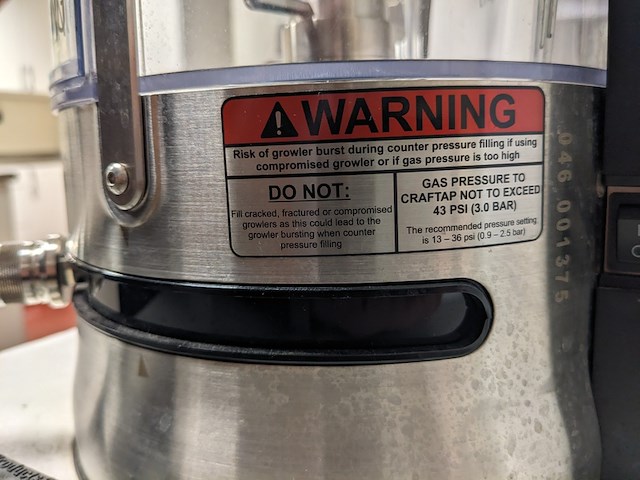 WARNING
Risk of growler burst during counter pressure filling if using
compromised growler or if gas pressure is too high
DO NOT:
Fill cracked, fractured or compromised
growlers as this could lead to the
growler bursting when counter
pressure filling
GAS PRESSURE TO
CRAFTAP NOT TO EXCEED
43 PSI (3.0 BAR)
The recommended pressure setting
is 13 – 36 psi (0.9 – 2.5 bar)
046 001375